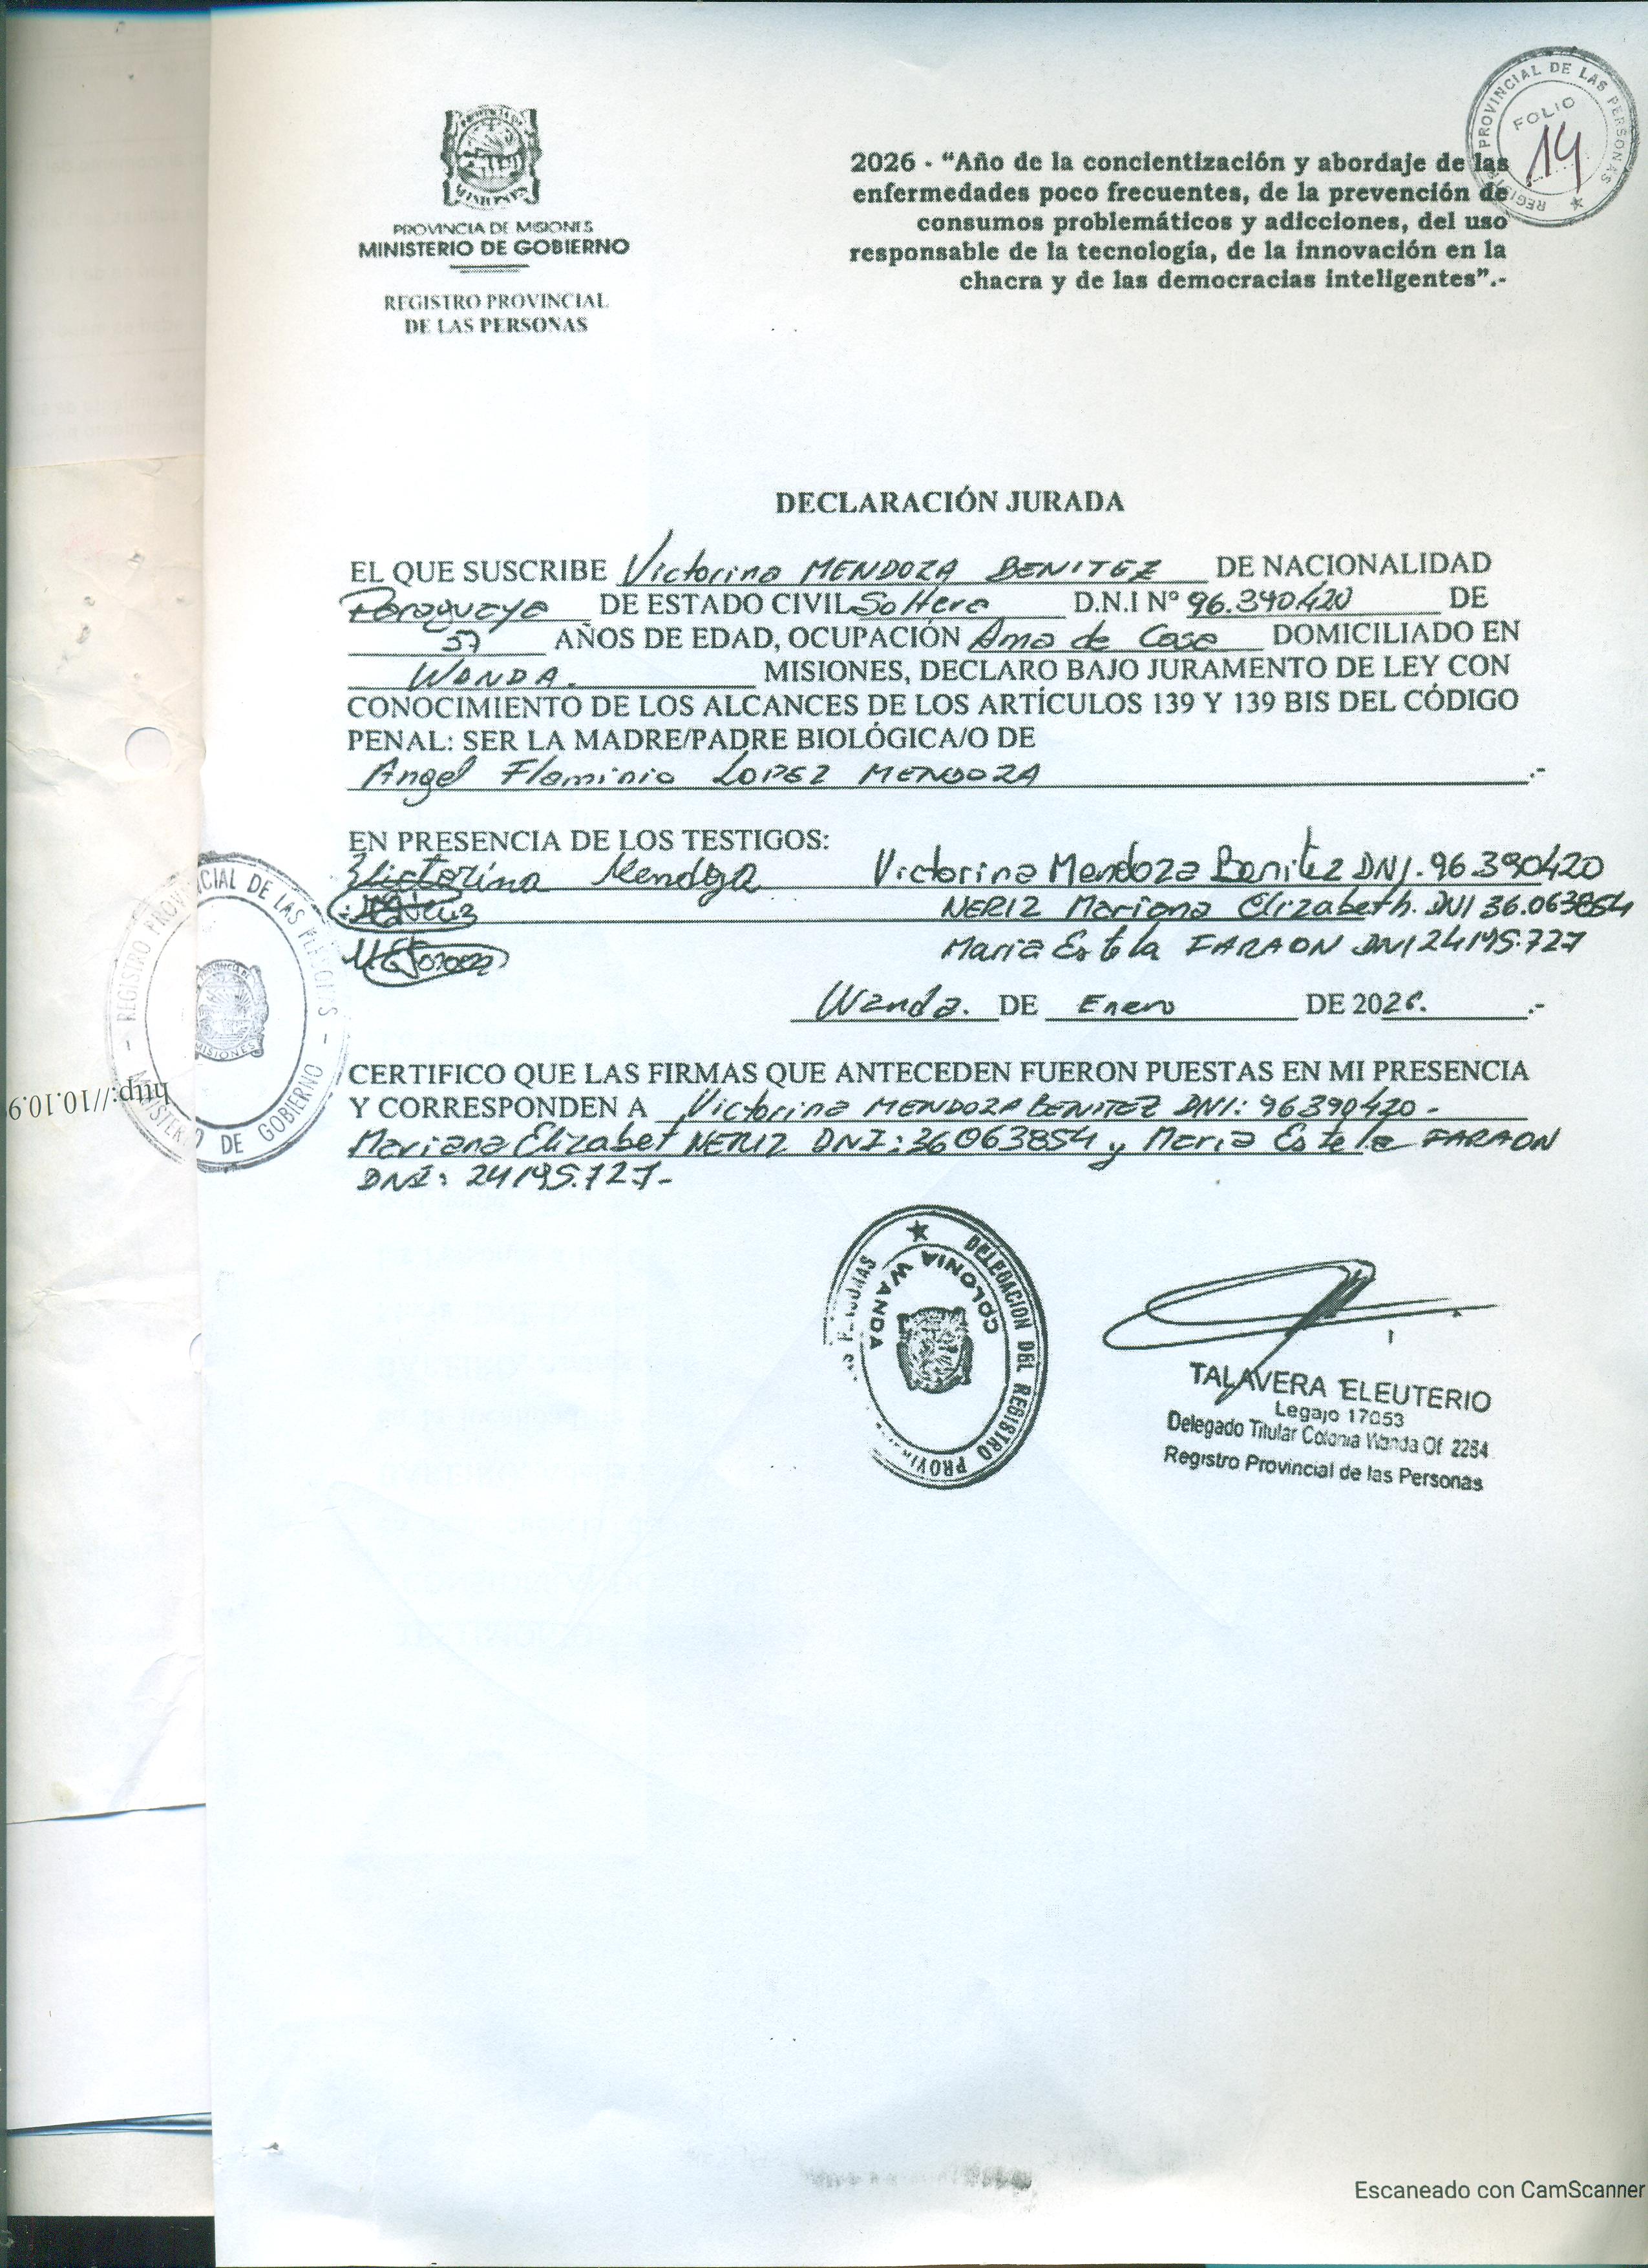 REGISTRO PROVINCIAL DE LAS PERSONAS
FOLIO
14
PROVINCIA DE MISIONES
MINISTERIO DE GOBIERNO
REGISTRO PROVINCIAL
DE LAS PERSONAS
2026 - “Año de la concientización y abordaje de las
enfermedades poco frecuentes, de la prevención de
consumos problemáticos y adicciones, del uso
responsable de la tecnología, de la innovación en la
chacra y de las democracias inteligentes”.-
DECLARACIÓN JURADA
EL QUE SUSCRIBE Victorina MENDOZA BENITEZ DE NACIONALIDAD
Paraguaya DE ESTADO CIVIL Soltera D.N.I Nº 96.390420 DE
57 AÑOS DE EDAD, OCUPACIÓN Ama de Casa DOMICILIADO EN
WANDA. MISIONES, DECLARO BAJO JURAMENTO DE LEY CON
CONOCIMIENTO DE LOS ALCANCES DE LOS ARTÍCULOS 139 Y 139 BIS DEL CÓDIGO
PENAL: SER LA MADRE/PADRE BIOLÓGICA/O DE
Angel Flaminio LOPEZ MENDOZA .-
EN PRESENCIA DE LOS TESTIGOS:
Victorina Mendoza Victorina Mendoza Benitez DNI. 96390420
NERIZ Mariana Elizabeth. DNI 36.063854
Maria Estela FARAON DNI 24195.727
Wanda. DE Enero DE 2026. .-
CERTIFICO QUE LAS FIRMAS QUE ANTECEDEN FUERON PUESTAS EN MI PRESENCIA
Y CORRESPONDEN A Victorina MENDOZA BENITEZ DNI: 96390420 -
Mariana Elizabet NERIZ DNI: 36063854 y Maria Estela FARAON
DNI: 24195.727-
REGISTRO PROVINCIAL DE LAS PERSONAS
MISIONES
MINISTERIO DE GOBIERNO
http://10.10.9
DELEGACION DEL REGISTRO
COLONIA WANDA
TALAVERA ELEUTERIO
Legajo 17053
Delegado Titular Colonia Wanda Of 2254
Registro Provincial de las Personas
Escaneado con CamScanner